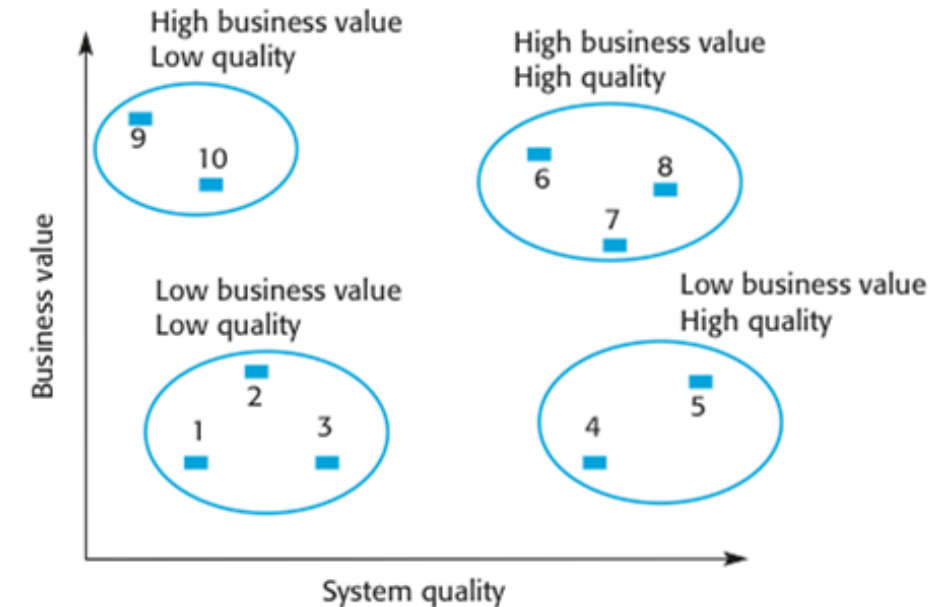 High business value
Low quality
High business value
High quality
9
10
6
8
7
Business value
Low business value
Low quality
Low business value
High quality
2
1
3
5
4
System quality